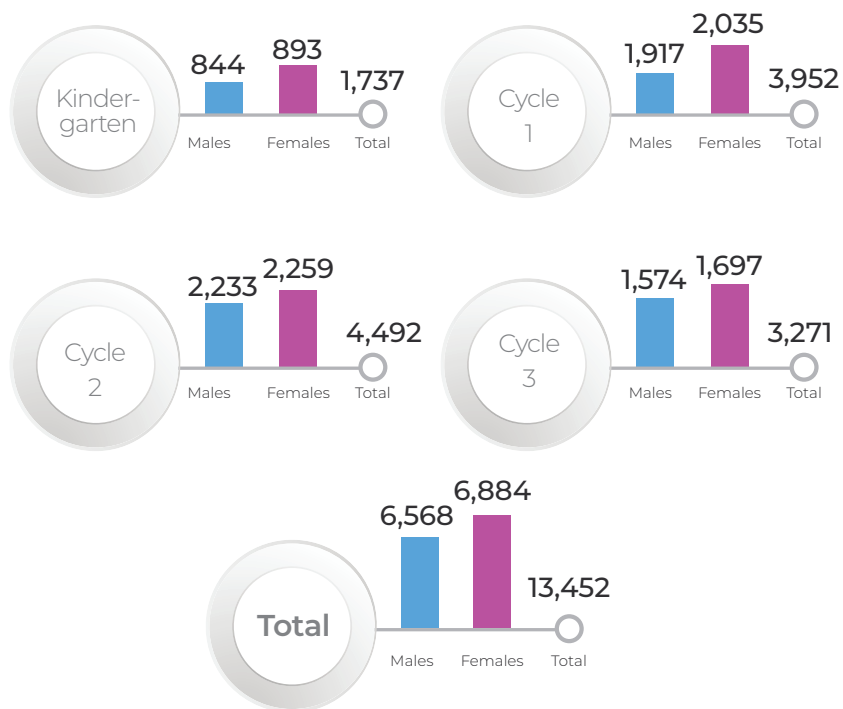 Kinder-
garten
844
893
1,737
Males
Females
Total
Cycle
1
1,917
2,035
3,952
Males
Females
Total
Cycle
2
2,233
2,259
4,492
Males
Females
Total
Cycle
3
1,574
1,697
3,271
Males
Females
Total
Total
6,568
6,884
13,452
Males
Females
Total